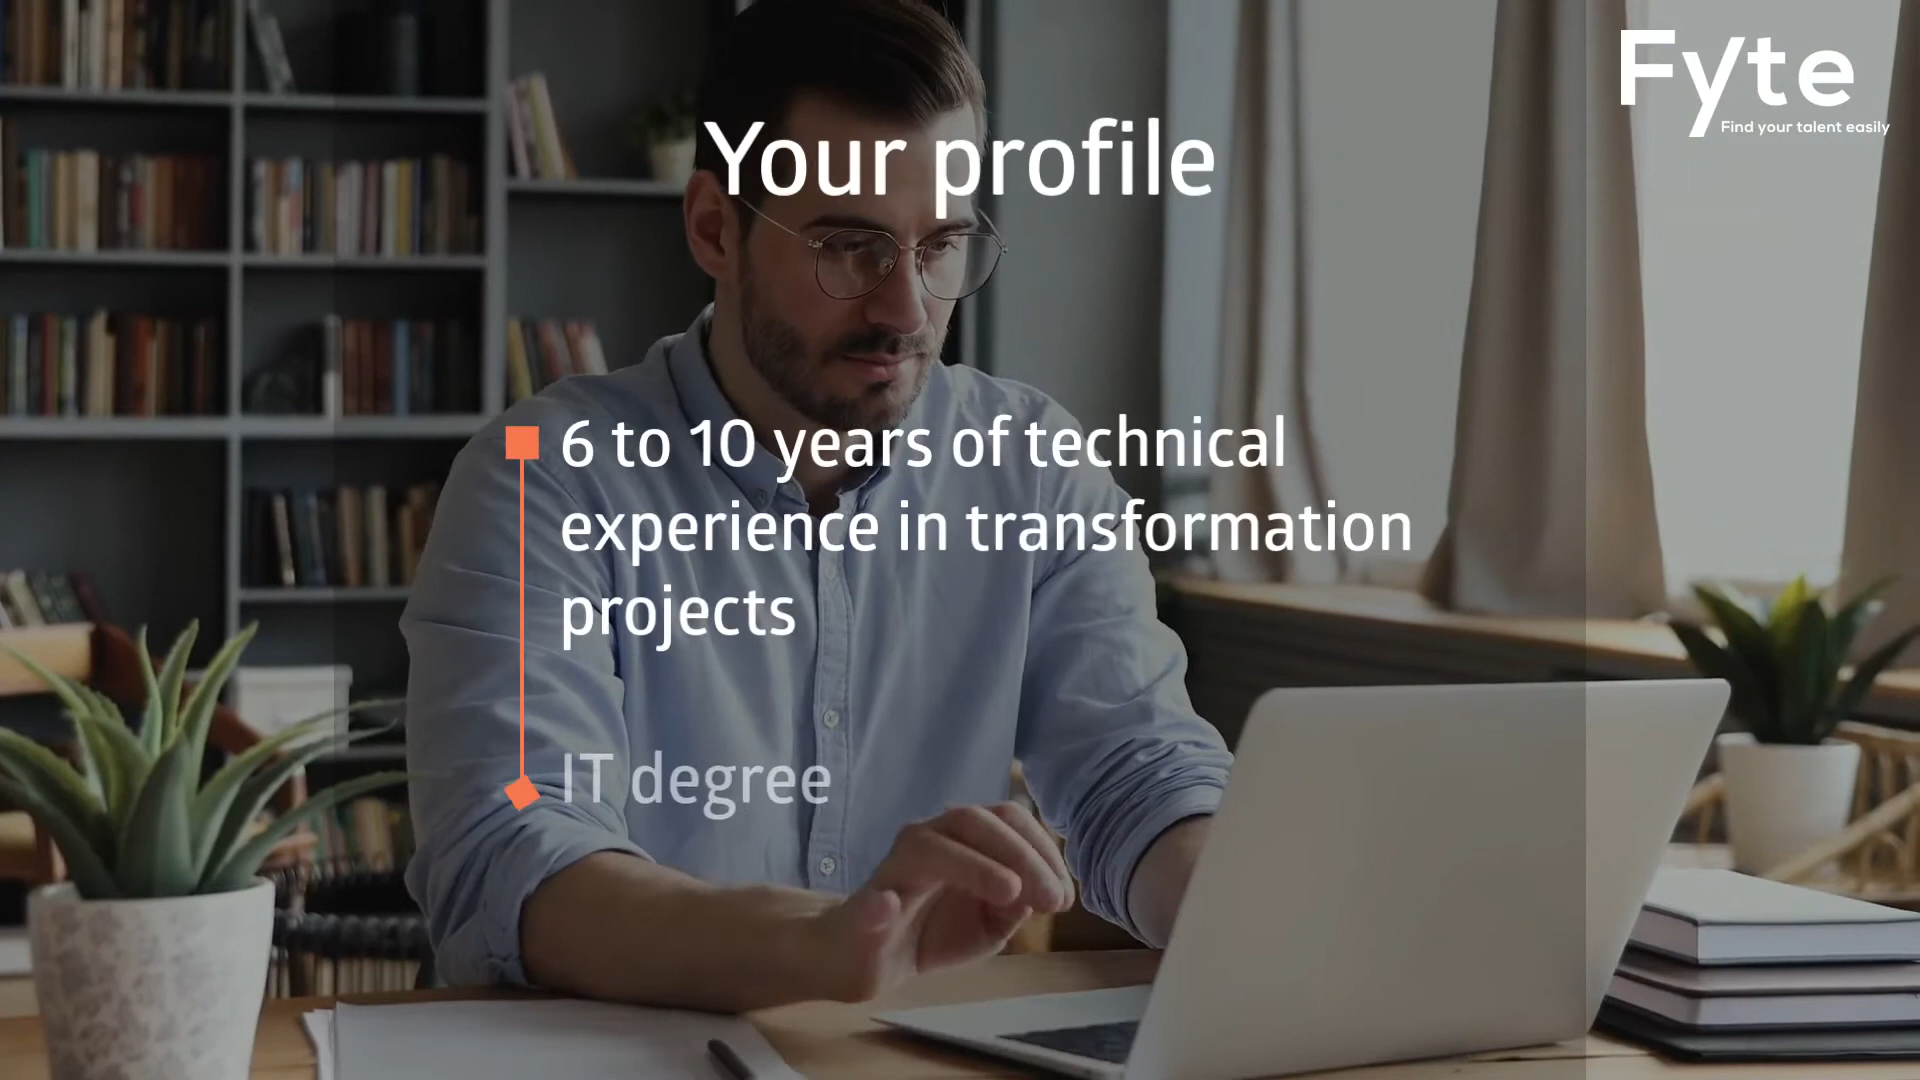 Fyte
Find your talent easily
Your profile
6 to 10 years of technical
experience in transformation
projects
IT degree